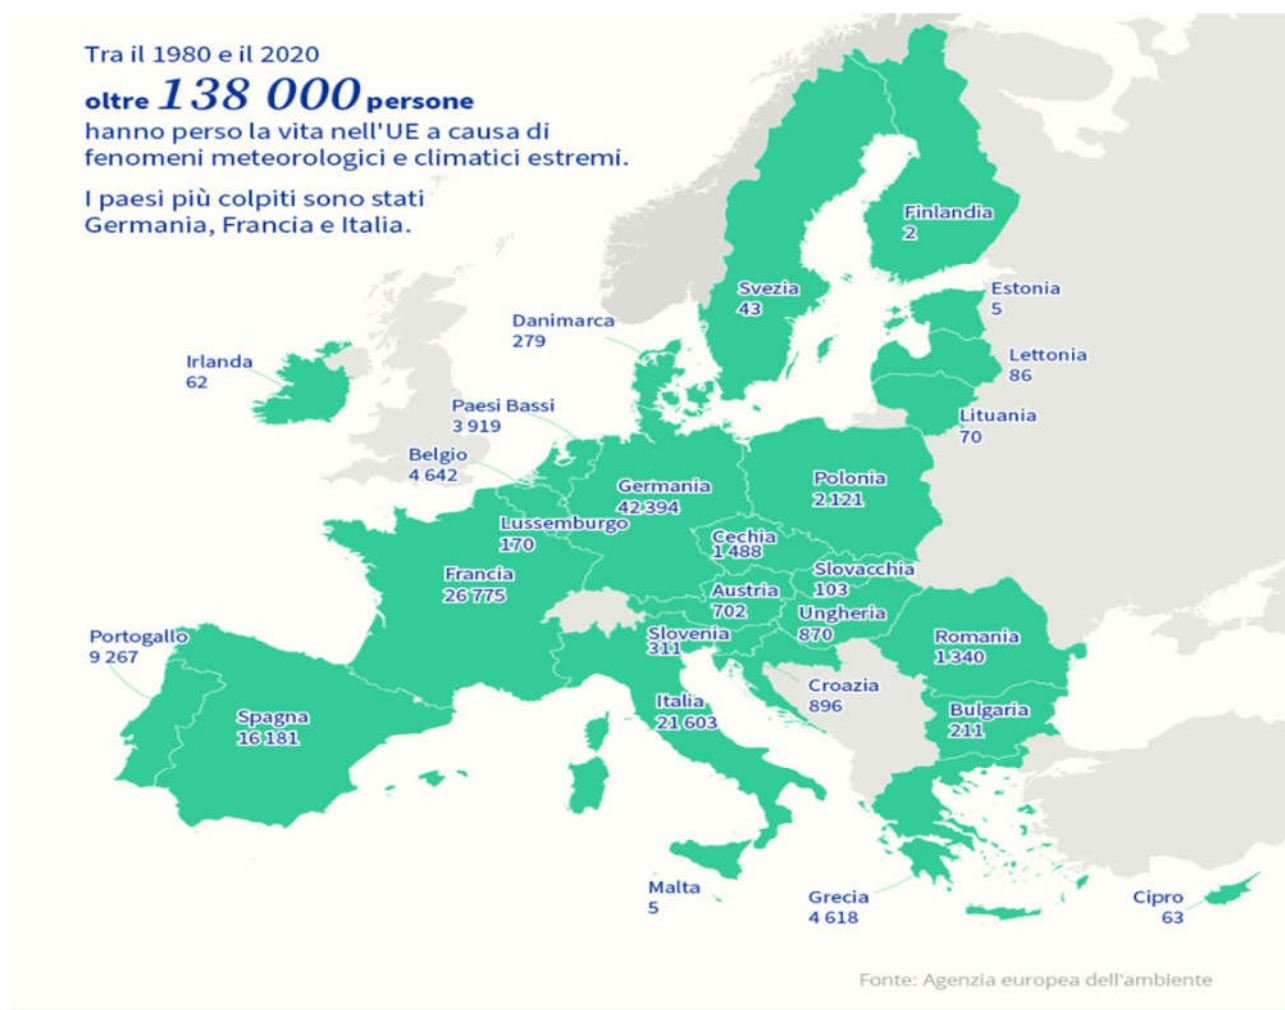 Tra il 1980 e il 2020
oltre 138 000 persone
hanno perso la vita nell'UE a causa di
fenomeni meteorologici e climatici estremi.
I paesi più colpiti sono stati
Germania, Francia e Italia.
Finlandia
2
Svezia
43
Estonia
5
Danimarca
279
Lettonia
86
Irlanda
62
Paesi Bassi
3 919
Lituania
70
Belgio
4 642
Germania
42 394
Polonia
2 121
Lussemburgo
170
Cechia
1 488
Slovacchia
103
Francia
26 775
Austria
702
Ungheria
870
Portogallo
9 267
Slovenia
311
Romania
1 340
Croazia
896
Italia
21 603
Spagna
16 181
Bulgaria
211
Malta
5
Grecia
4 618
Cipro
63
Fonte: Agenzia europea dell'ambiente